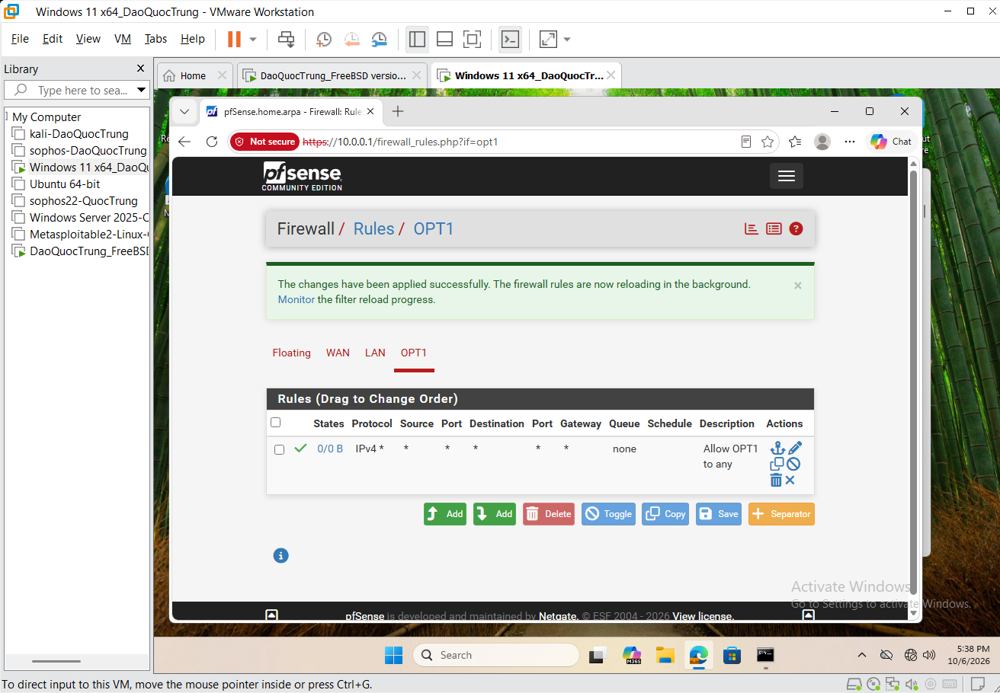 Windows 11 x64_DaoQuocTrung - VMware Workstation
File Edit View VM Tabs Help
Library
Type here to sea...
My Computer
kali-DaoQuocTrung
sophos-DaoQuocTrung
Windows 11 x64_DaoQu
Ubuntu 64-bit
sophos22-QuocTrung
Windows Server 2025-C
Metasploitable2-Linux-
DaoQuocTrung_FreeBSD
Home
DaoQuocTrung_FreeBSD versio...
Windows 11 x64_DaoQuocTr...
pfSense.home.arpa - Firewall: Rule
Not secure https://10.0.0.1/firewall_rules.php?if=opt1
Chat
pfsense
COMMUNITY EDITION
Firewall / Rules / OPT1
The changes have been applied successfully. The firewall rules are now reloading in the background.
Monitor the filter reload progress.
Floating WAN LAN OPT1
Rules (Drag to Change Order)
States Protocol Source Port Destination Port Gateway Queue Schedule Description Actions
0/0 B IPv4 * * * * * * none Allow OPT1
to any
Add Add Delete Toggle Copy Save Separator
Activate Windows
Go to Settings to activate Windows.
pfSense is developed and maintained by Netgate. © ESF 2004 - 2026 View license.
Search
M365
5:38 PM
10/6/2026
To direct input to this VM, move the mouse pointer inside or press Ctrl+G.